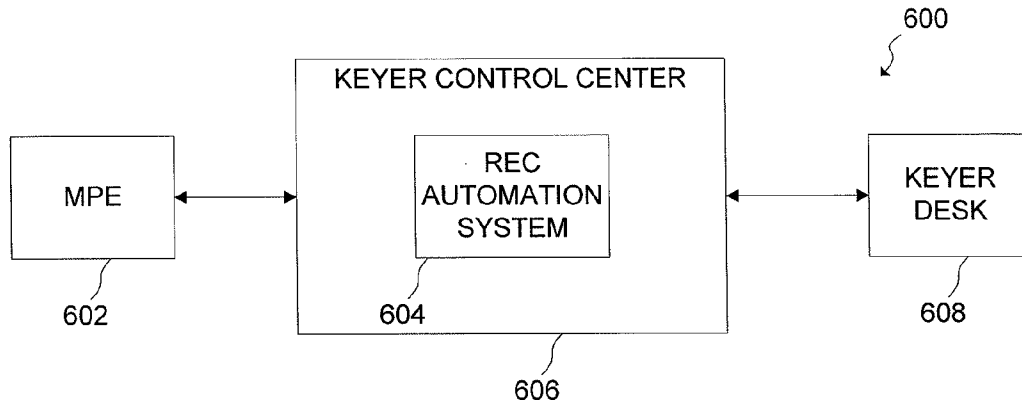 600
KEYER CONTROL CENTER
MPE
REC
AUTOMATION
SYSTEM
KEYER
DESK
602
604
608
606